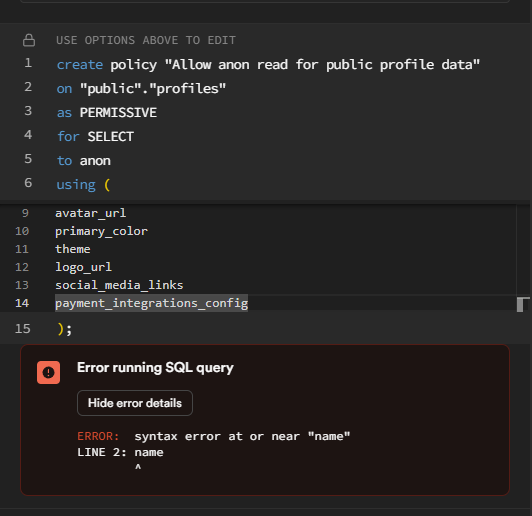 USE OPTIONS ABOVE TO EDIT
1 create policy "Allow anon read for public profile data"
2 on "public"."profiles"
3 as PERMISSIVE
4 for SELECT
5 to anon
6 using (
9 avatar_url
10 primary_color
11 theme
12 logo_url
13 social_media_links
14 payment_integrations_config
15 );
Error running SQL query
Hide error details
ERROR: syntax error at or near "name"
LINE 2: name
^